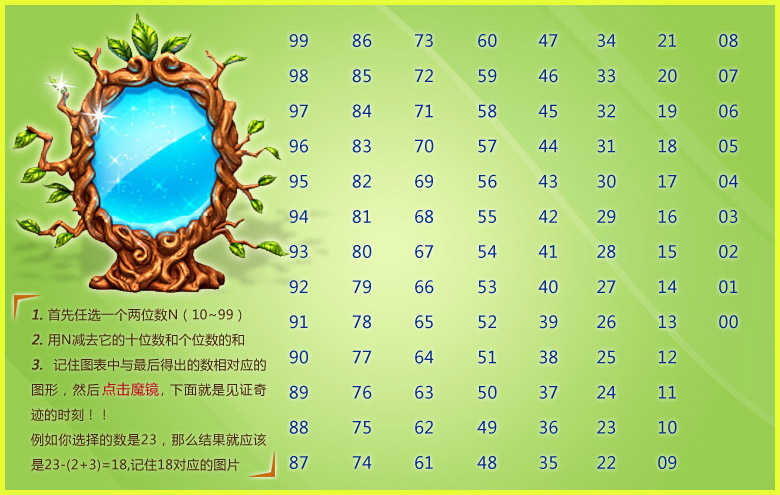 99 86 73 60 47 34 21 08
98 85 72 59 46 33 20 07
97 84 71 58 45 32 19 06
96 83 70 57 44 31 18 05
95 82 69 56 43 30 17 04
94 81 68 55 42 29 16 03
93 80 67 54 41 28 15 02
92 79 66 53 40 27 14 01
91 78 65 52 39 26 13 00
90 77 64 51 38 25 12
89 76 63 50 37 24 11
88 75 62 49 36 23 10
87 74 61 48 35 22 09
1. 首先任选一个两位数N（10~99）
2. 用N减去它的十位数和个位数的和
3. 记住图表中与最后得出的数相对应的
图形，然后点击魔镜，下面就是见证奇
迹的时刻！！
例如你选择的数是23，那么结果就应该
是23-(2+3)=18,记住18对应的图片